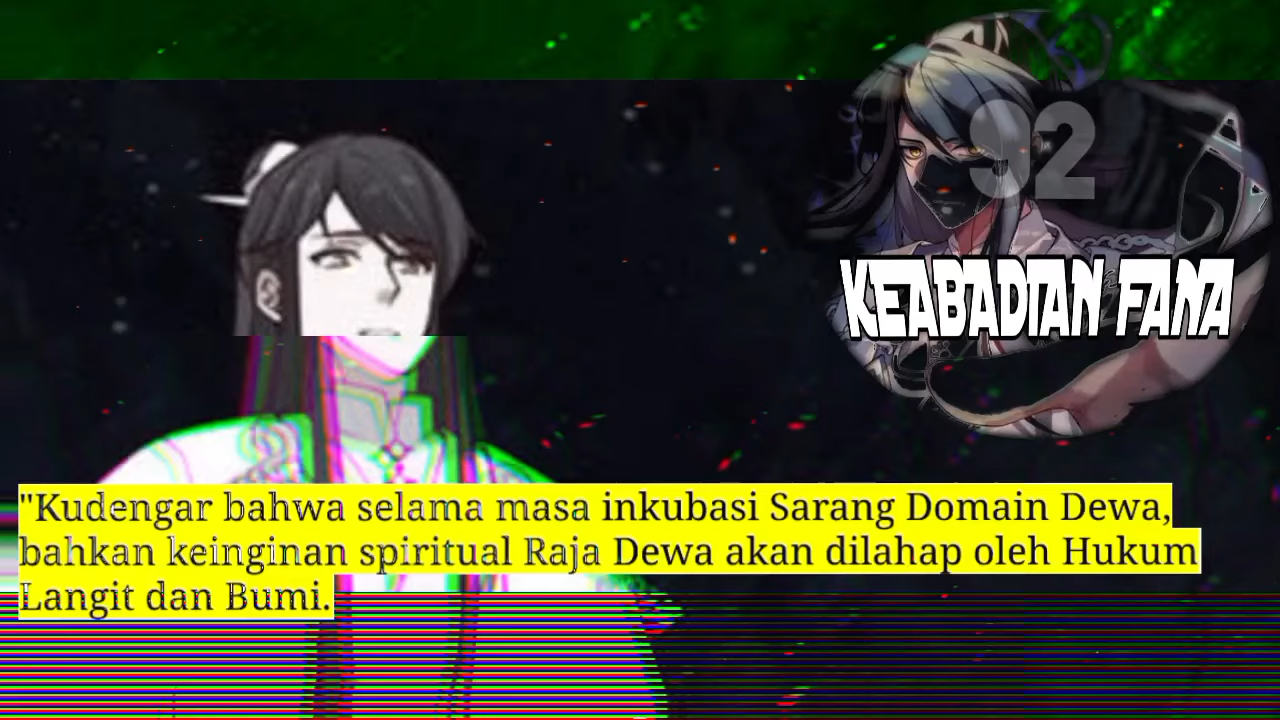 92
KEABADIAN FANA
"Kudengar bahwa selama masa inkubasi Sarang Domain Dewa,
bahkan keinginan spiritual Raja Dewa akan dilahap oleh Hukum
Langit dan Bumi.